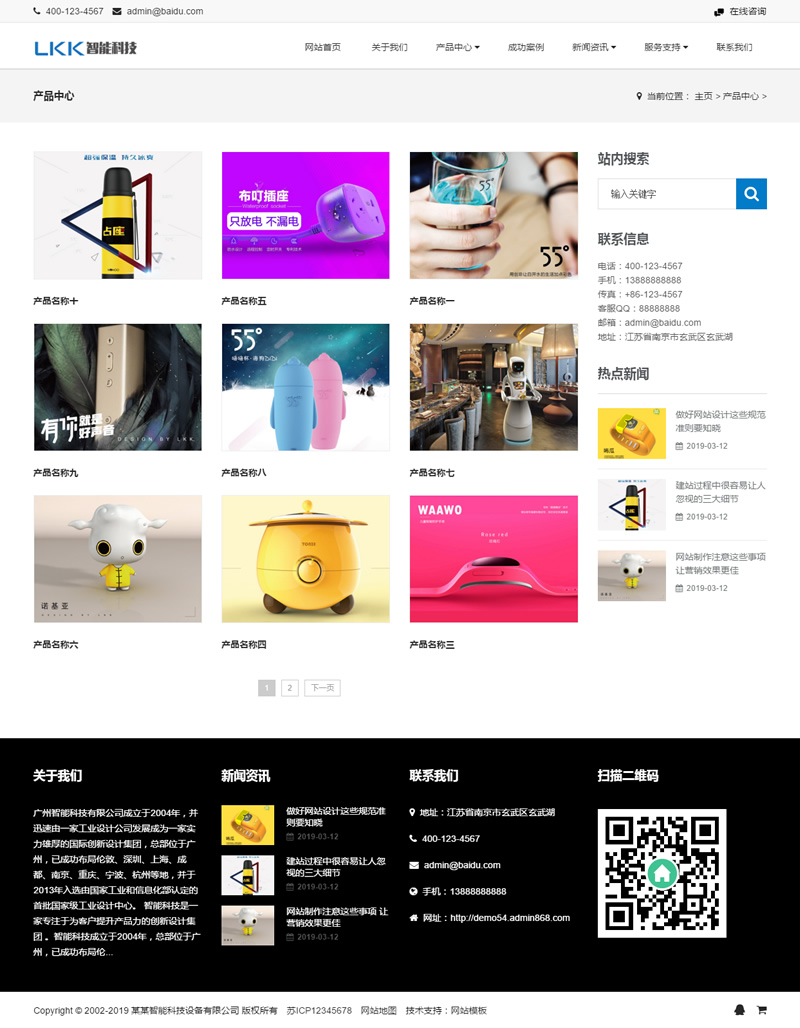 400-123-4567 admin@baidu.com 在线咨询
LKK智能科技 网站首页 关于我们 产品中心 成功案例 新闻资讯 服务支持 联系我们
产品中心 当前位置： 主页 > 产品中心 >
超强保温 持久冰爽
占座
布叮插座
Waterproof socket
只放电 不漏电
55°
55°
产品名称十
产品名称五
产品名称一
有你就是好声音
DESIGN BY LKK
55°
产品名称九
产品名称八
产品名称七
诺基亚
WAAWO
Rose red
产品名称六
产品名称四
产品名称三
1 2 下一页
站内搜索
输入关键字
联系信息
电话：400-123-4567
手机：13888888888
传真：+86-123-4567
客服QQ：88888888
邮箱：admin@baidu.com
地址：江苏省南京市玄武区玄武湖
热点新闻
做好网站设计这些规范
准则要知晓
2019-03-12
建站过程中很容易让人
忽视的三大细节
2019-03-12
网站制作注意这些事项
让营销效果更佳
2019-03-12
关于我们
广州智能科技有限公司成立于2004年，并
迅速由一家工业设计公司发展成为一家实
力雄厚的国际创新设计集团，总部位于广
州，已成功布局伦敦、深圳、上海、成
都、南京、重庆、宁波、杭州等地，并于
2013年入选由国家工业和信息化部认定的
首批国家级工业设计中心。 智能科技是一
家专注于为客户提升产品力的创新设计集
团 。智能科技成立于2004年，总部位于广
州，已成功布局伦...
新闻资讯
做好网站设计这些规范准
则要知晓
2019-03-12
建站过程中很容易让人忽
视的三大细节
2019-03-12
网站制作注意这些事项 让
营销效果更佳
2019-03-12
联系我们
地址：江苏省南京市玄武区玄武湖
400-123-4567
admin@baidu.com
手机：13888888888
网址：http://demo54.admin868.com
扫描二维码
Copyright © 2002-2019 某某智能科技设备有限公司 版权所有 苏ICP12345678 网站地图 技术支持：网站模板